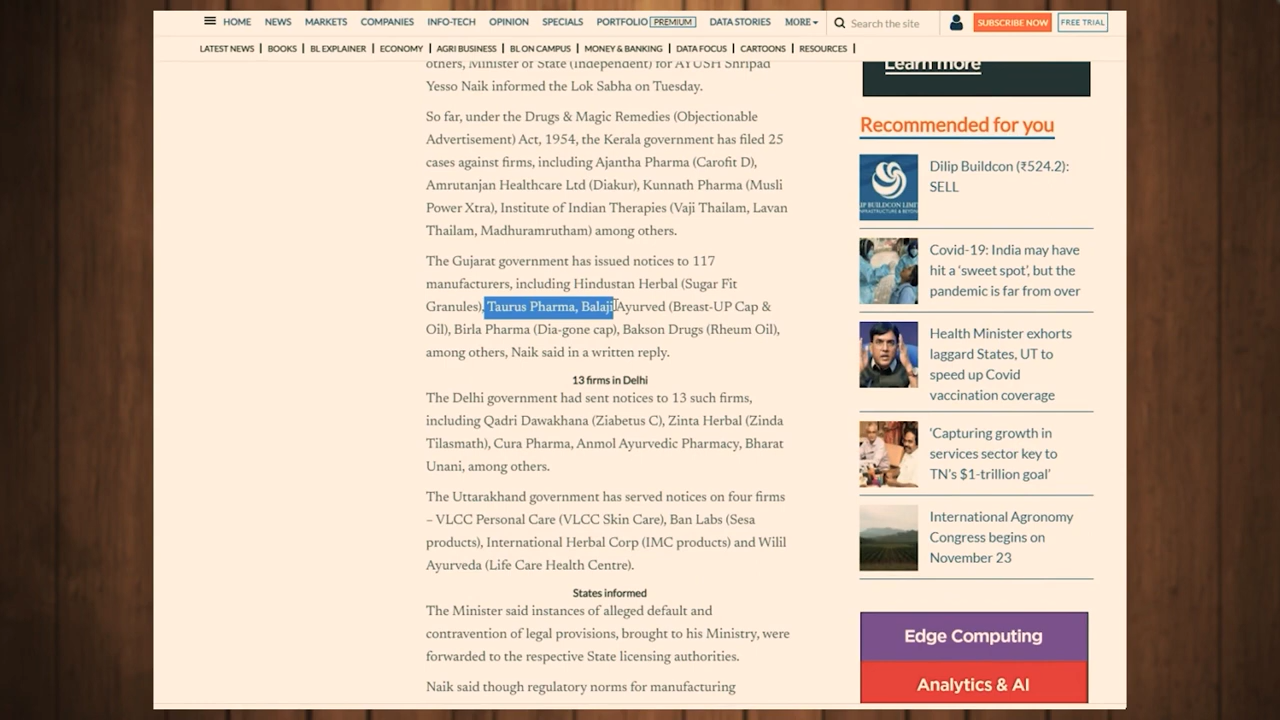 HOME NEWS MARKETS COMPANIES INFO-TECH OPINION SPECIALS PORTFOLIO PREMIUM DATA STORIES MORE Search the site SUBSCRIBE NOW FREE TRIAL
LATEST NEWS | BOOKS | BL EXPLAINER | ECONOMY | AGRI BUSINESS | BL ON CAMPUS | MONEY & BANKING | DATA FOCUS | CARTOONS | RESOURCES |
others, Minister of State (Independent) for AYUSH Shripad
Yesso Naik informed the Lok Sabha on Tuesday.
So far, under the Drugs & Magic Remedies (Objectionable
Advertisement) Act, 1954, the Kerala government has filed 25
cases against firms, including Ajantha Pharma (Carofit D),
Amrutanjan Healthcare Ltd (Diakur), Kunnath Pharma (Musli
Power Xtra), Institute of Indian Therapies (Vaji Thailam, Lavan
Thailam, Madhuramrutham) among others.
The Gujarat government has issued notices to 117
manufacturers, including Hindustan Herbal (Sugar Fit
Granules), Taurus Pharma, Balaji Ayurved (Breast-UP Cap &
Oil), Birla Pharma (Dia-gone cap), Bakson Drugs (Rheum Oil),
among others, Naik said in a written reply.
13 firms in Delhi
The Delhi government had sent notices to 13 such firms,
including Qadri Dawakhana (Ziabetus C), Zinta Herbal (Zinda
Tilasmath), Cura Pharma, Anmol Ayurvedic Pharmacy, Bharat
Unani, among others.
The Uttarakhand government has served notices on four firms
– VLCC Personal Care (VLCC Skin Care), Ban Labs (Sesa
products), International Herbal Corp (IMC products) and Wilil
Ayurveda (Life Care Health Centre).
States informed
The Minister said instances of alleged default and
contravention of legal provisions, brought to his Ministry, were
forwarded to the respective State licensing authorities.
Naik said though regulatory norms for manufacturing
Learn more
Recommended for you
Dilip Buildcon (₹524.2):
SELL
Covid-19: India may have
hit a ‘sweet spot’, but the
pandemic is far from over
Health Minister exhorts
laggard States, UT to
speed up Covid
vaccination coverage
‘Capturing growth in
services sector key to
TN’s $1-trillion goal’
International Agronomy
Congress begins on
November 23
Edge Computing
Analytics & AI